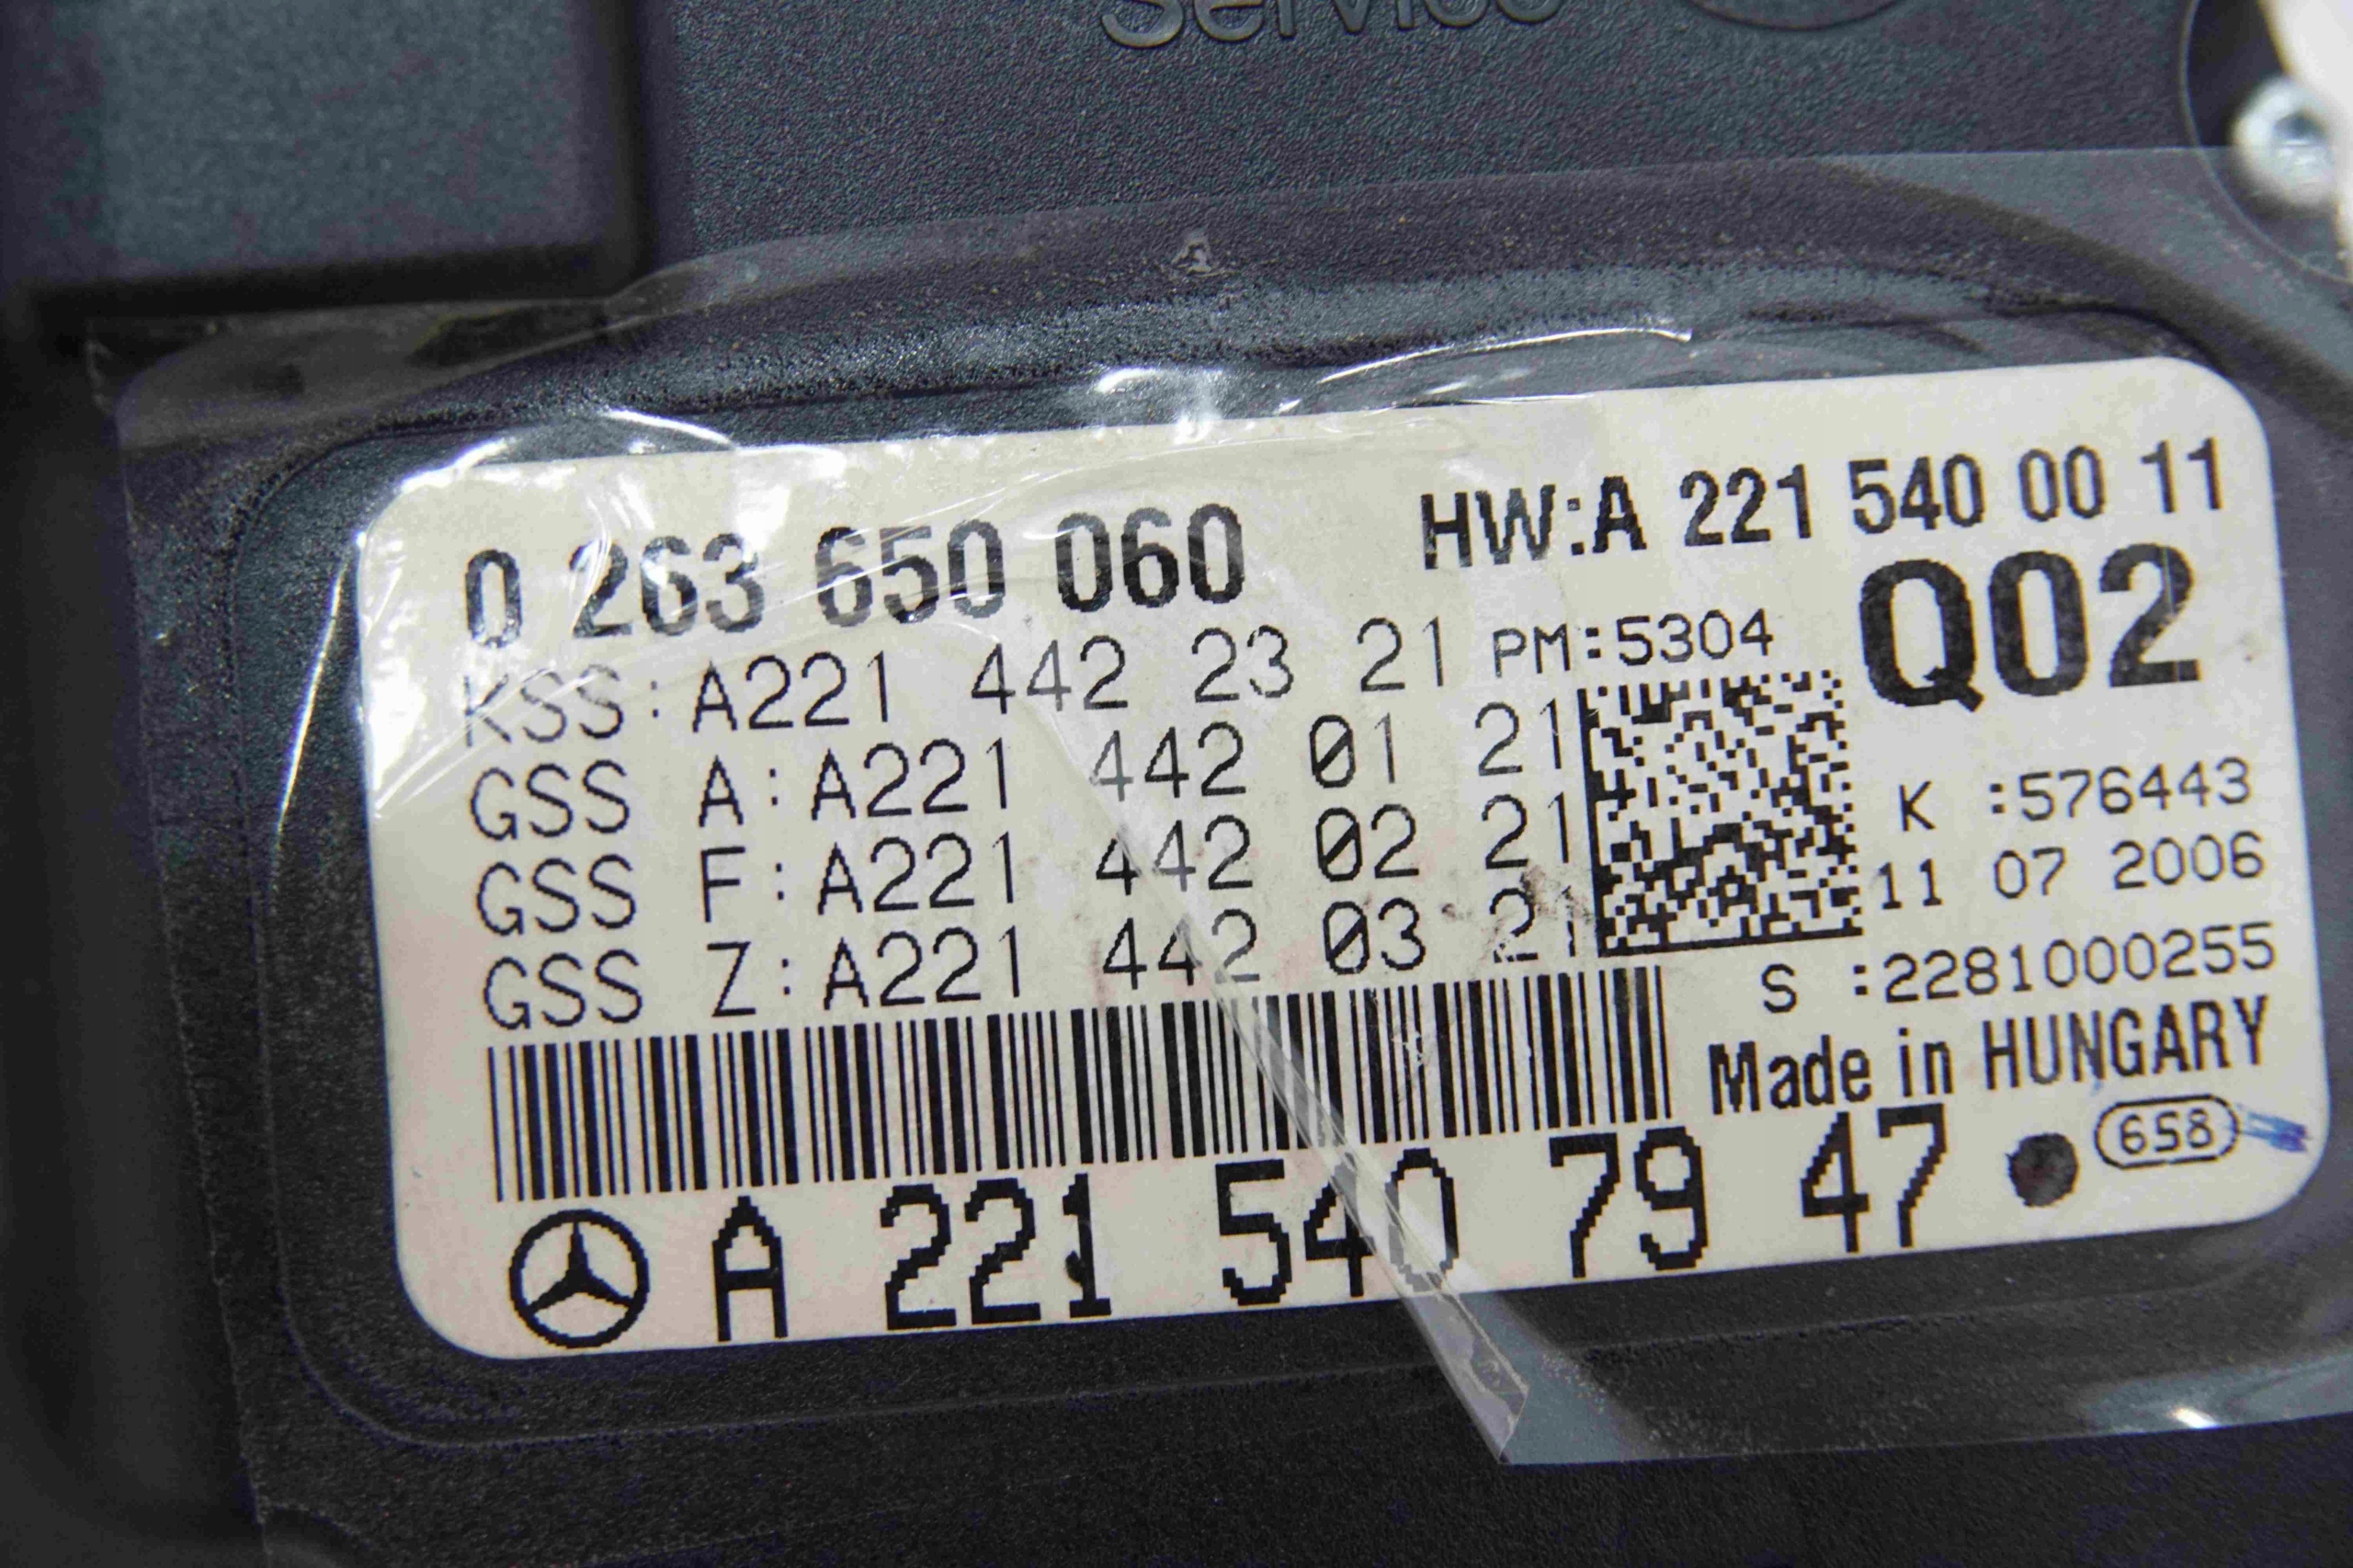 Service
0 263 650 060 HW:A 221 540 00 11
KSS:A221 442 23 21 PM:5304 Q02
GSS A:A221 442 01 21
GSS F:A221 442 02 21 K :576443
GSS Z:A221 442 03 21 11 07 2006
S :2281000255
Made in HUNGARY
A 221 540 79 47 658